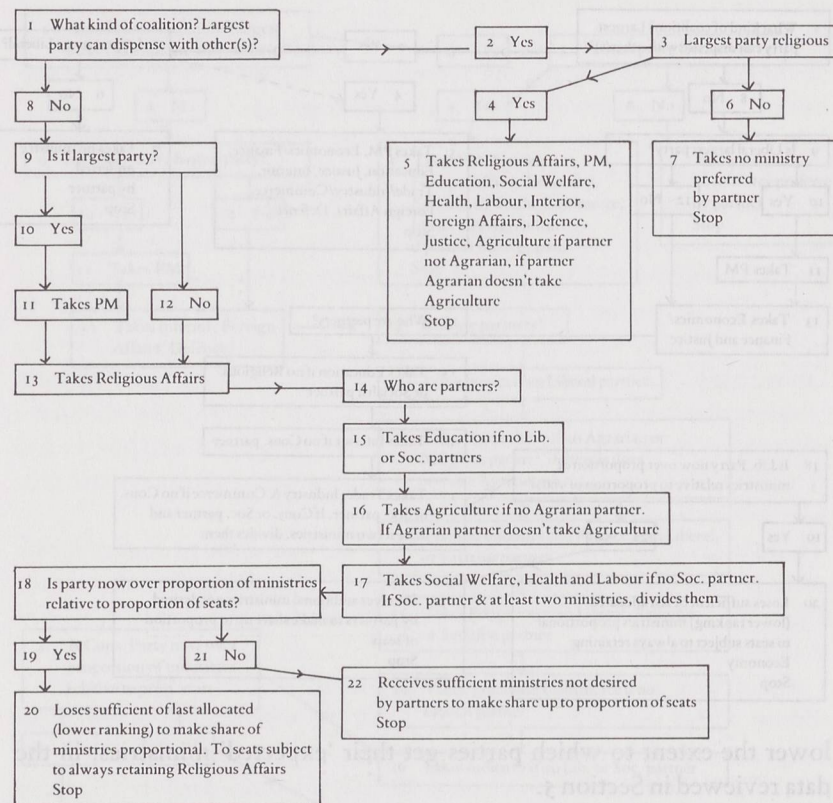 1 What kind of coalition? Largest
party can dispense with other(s)?
2 Yes
3 Largest party religious
4 Yes
6 No
5 Takes Religious Affairs, PM,
Education, Social Welfare,
Health, Labour, Interior,
Foreign Affairs, Defence,
Justice, Agriculture if partner
not Agrarian, if partner
Agrarian doesn't take
Agriculture
Stop
7 Takes no ministry
preferred
by partner
Stop
8 No
9 Is it largest party?
10 Yes
11 Takes PM
12 No
13 Takes Religious Affairs
14 Who are partners?
15 Takes Education if no Lib.
or Soc. partners
16 Takes Agriculture if no Agrarian partner.
If Agrarian partner doesn't take Agriculture
17 Takes Social Welfare, Health and Labour if no Soc. partner.
If Soc. partner & at least two ministries, divides them
18 Is party now over proportion of ministries
relative to proportion of seats?
19 Yes
21 No
20 Loses sufficient of last allocated
(lower ranking) to make share of
ministries proportional. To seats subject
to always retaining Religious Affairs
Stop
22 Receives sufficient ministries not desired
by partners to make share up to proportion of seats
Stop